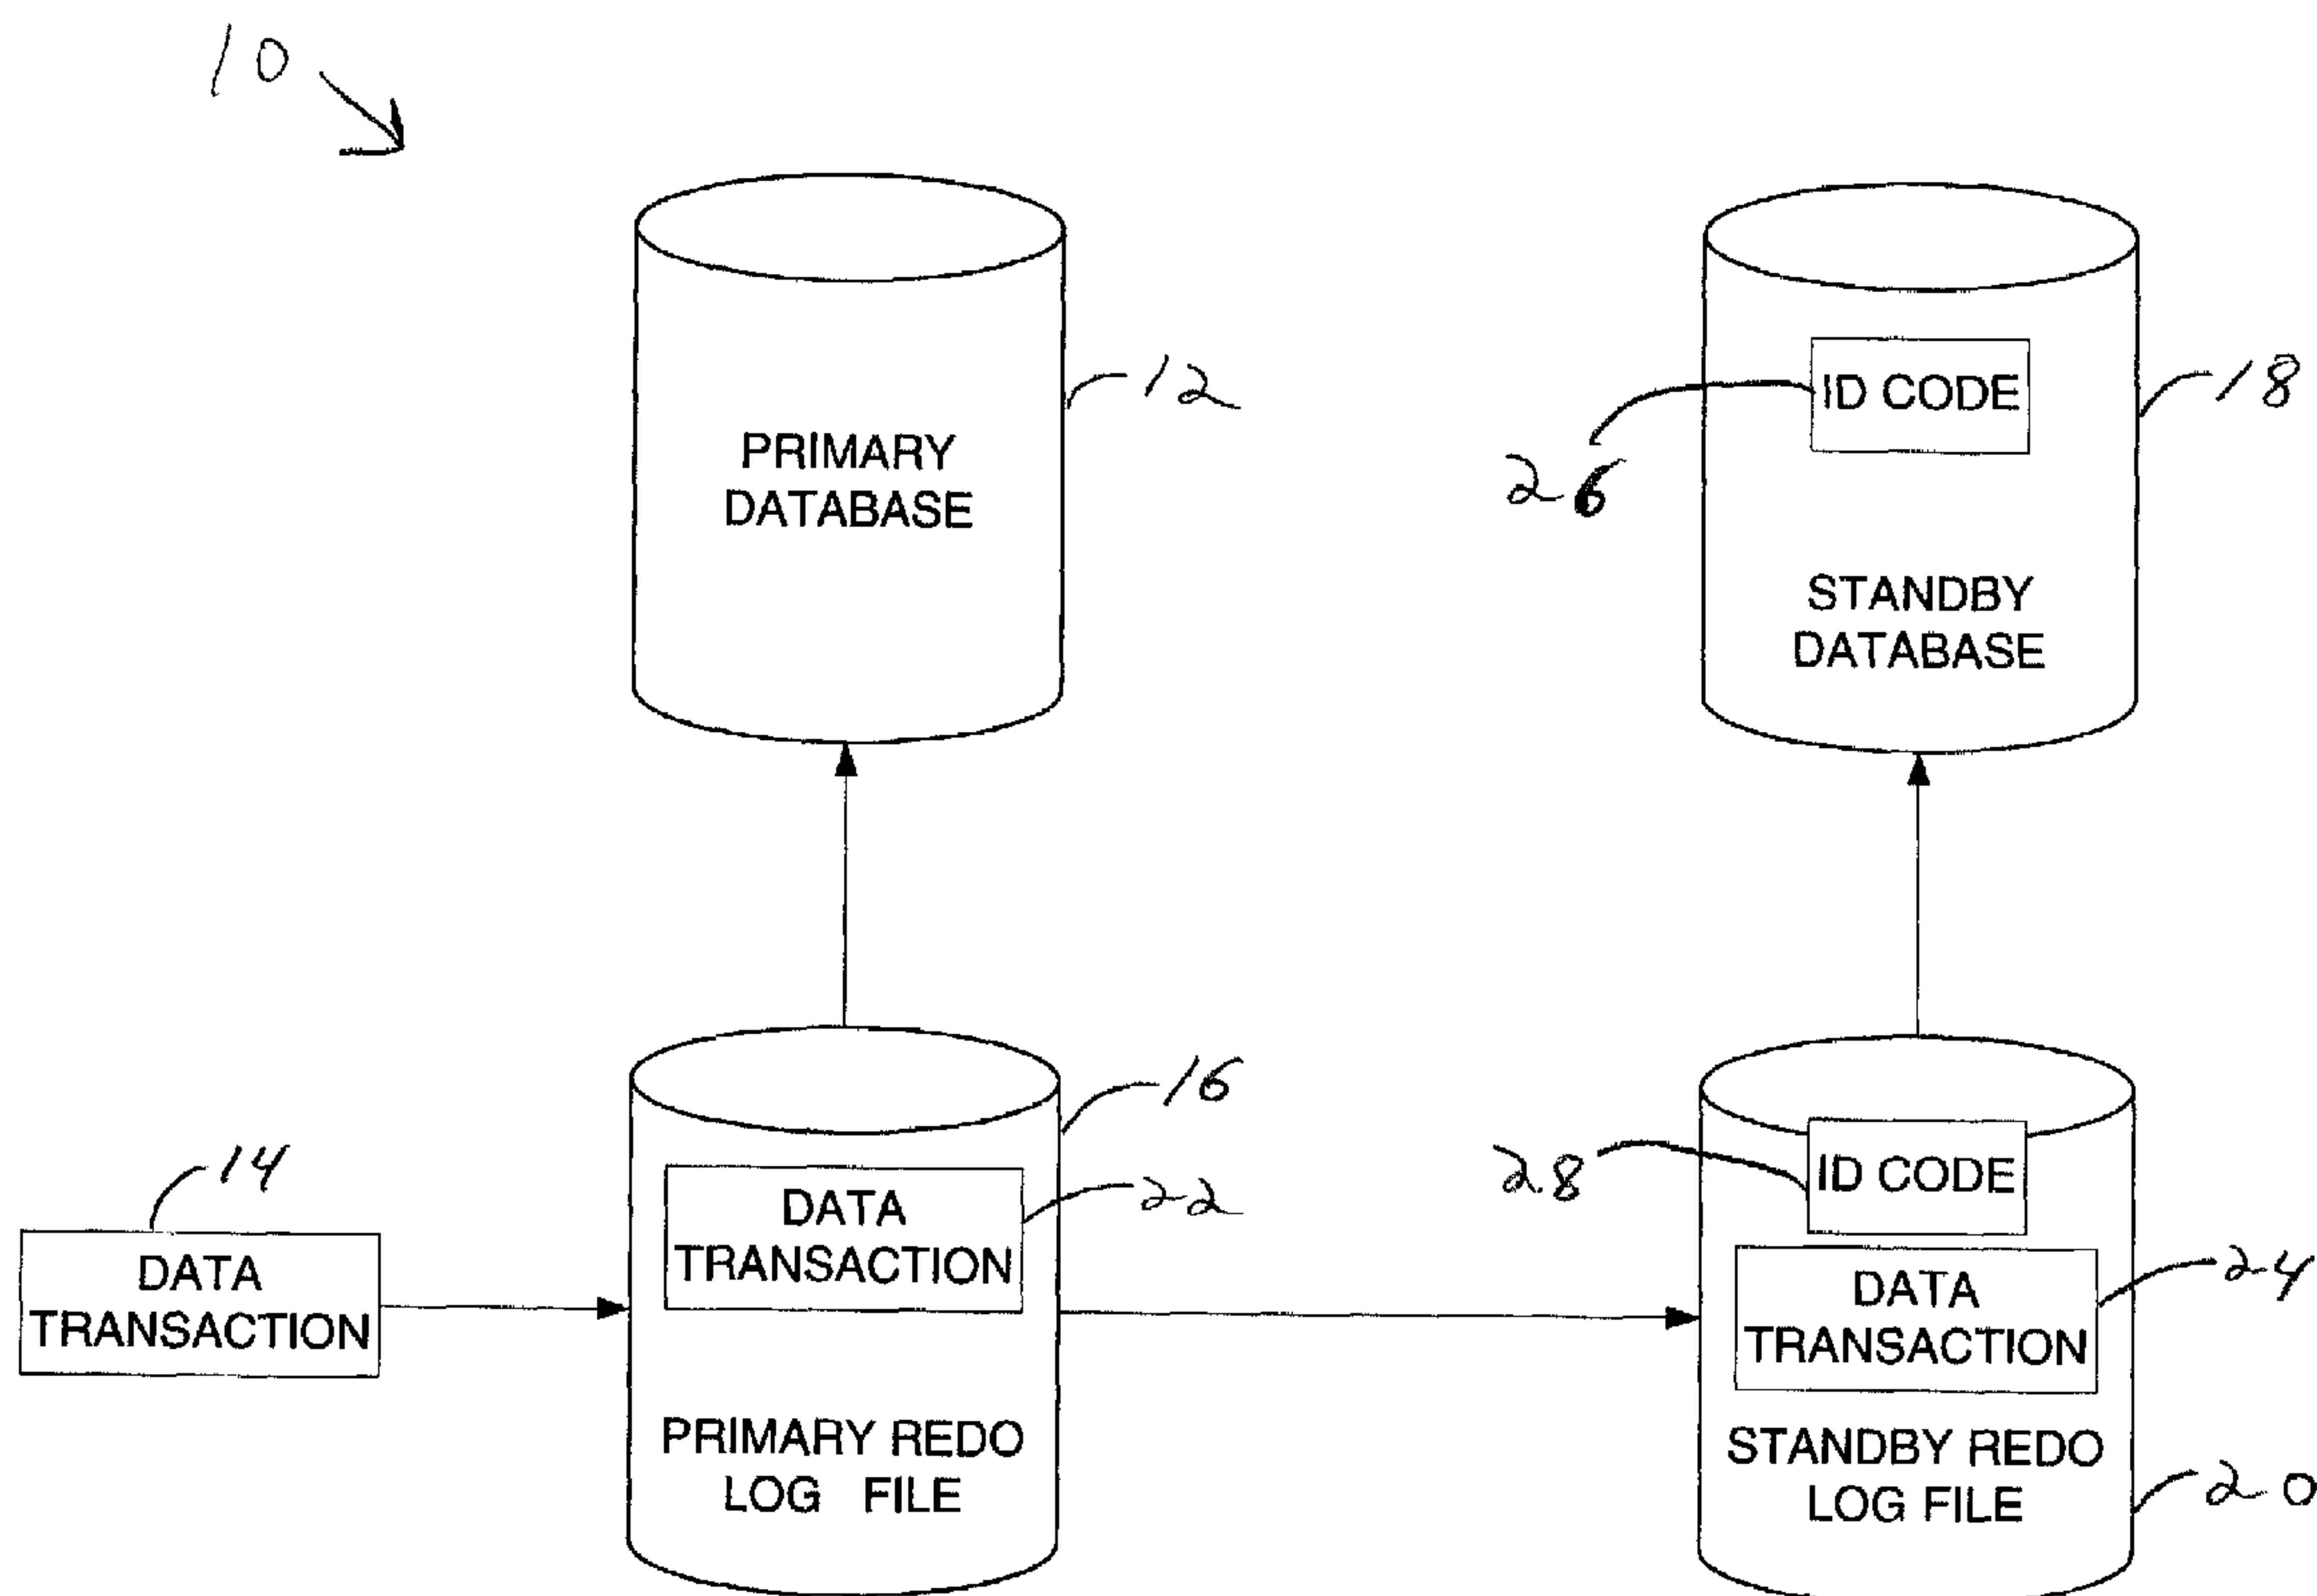 10
PRIMARY
DATABASE
12
ID CODE
26
18
STANDBY
DATABASE
14
DATA
TRANSACTION
16
DATA
TRANSACTION
22
PRIMARY REDO
LOG FILE
ID CODE
28
DATA
TRANSACTION
24
STANDBY REDO
LOG FILE
20